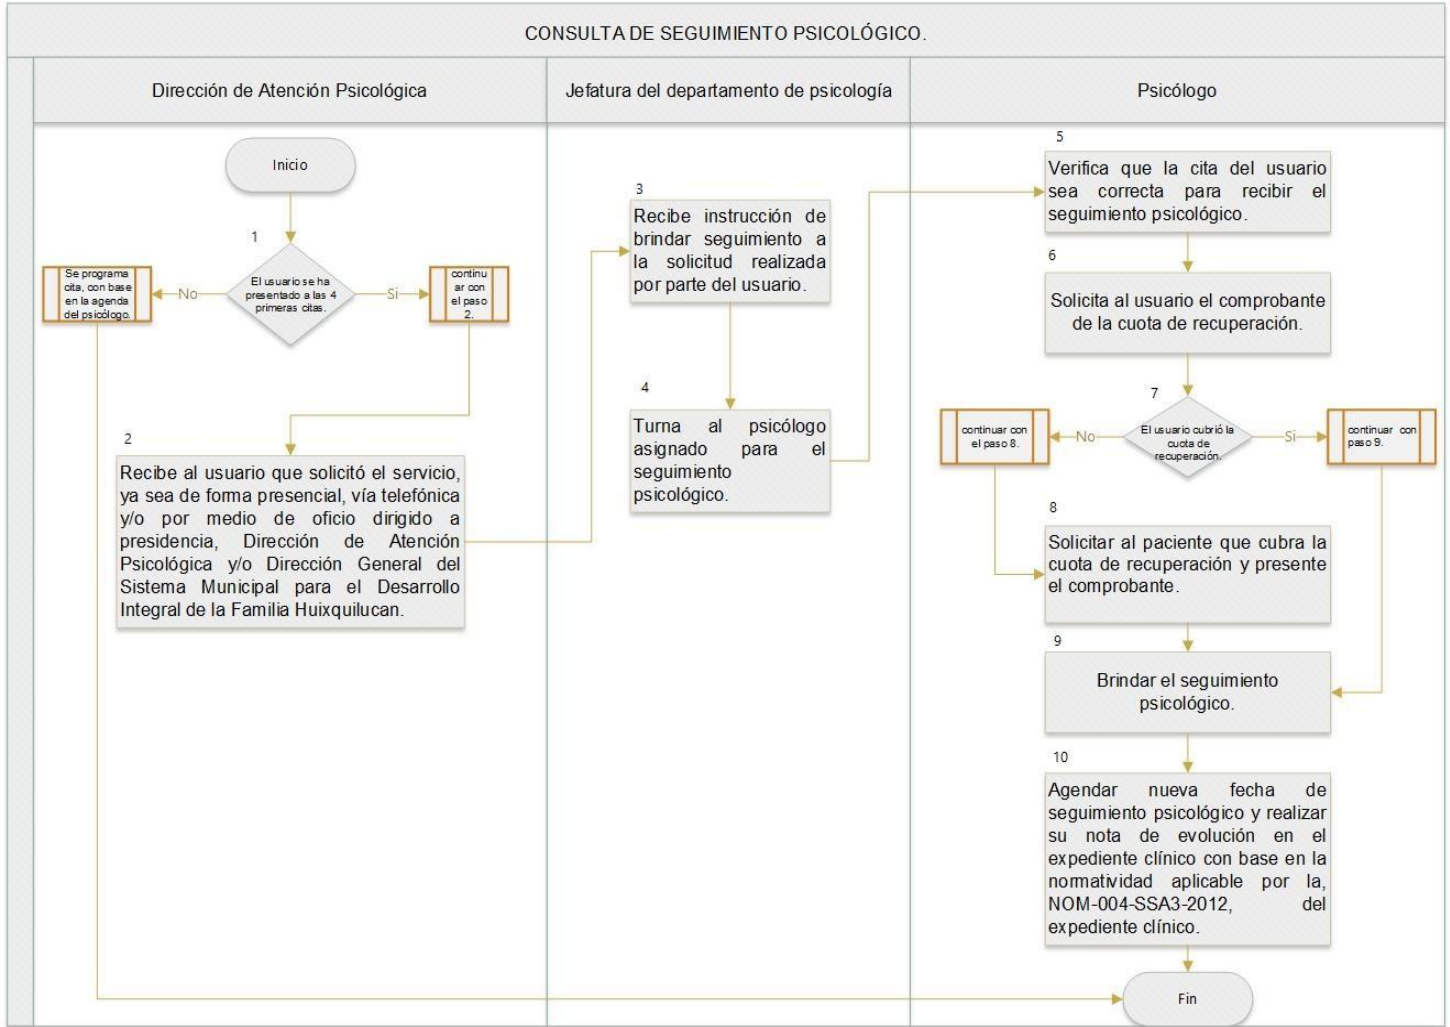 CONSULTA DE SEGUIMIENTO PSICOLÓGICO.
Dirección de Atención Psicológica
Jefatura del departamento de psicología
Psicólogo
Inicio
1
El usuario se ha
presentado a las 4
primeras citas.
No
Se programa
cita, con base
en la agenda
del psicólogo.
Si
continu
ar con
el paso
2.
2
Recibe al usuario que solicitó el servicio,
ya sea de forma presencial, vía telefónica
y/o por medio de oficio dirigido a
presidencia, Dirección de Atención
Psicológica y/o Dirección General del
Sistema Municipal para el Desarrollo
Integral de la Familia Huixquilucan.
3
Recibe instrucción de
brindar seguimiento a
la solicitud realizada
por parte del usuario.
4
Turna al psicólogo
asignado para el
seguimiento
psicológico.
5
Verifica que la cita del usuario
sea correcta para recibir el
seguimiento psicológico.
6
Solicita al usuario el comprobante
de la cuota de recuperación.
7
El usuario cubrió la
cuota de
recuperación.
No
continuar con
el paso 8.
Si
continuar con
paso 9.
8
Solicitar al paciente que cubra la
cuota de recuperación y presente
el comprobante.
9
Brindar el seguimiento
psicológico.
10
Agendar nueva fecha de
seguimiento psicológico y realizar
su nota de evolución en el
expediente clínico con base en la
normatividad aplicable por la,
NOM-004-SSA3-2012, del
expediente clínico.
Fin